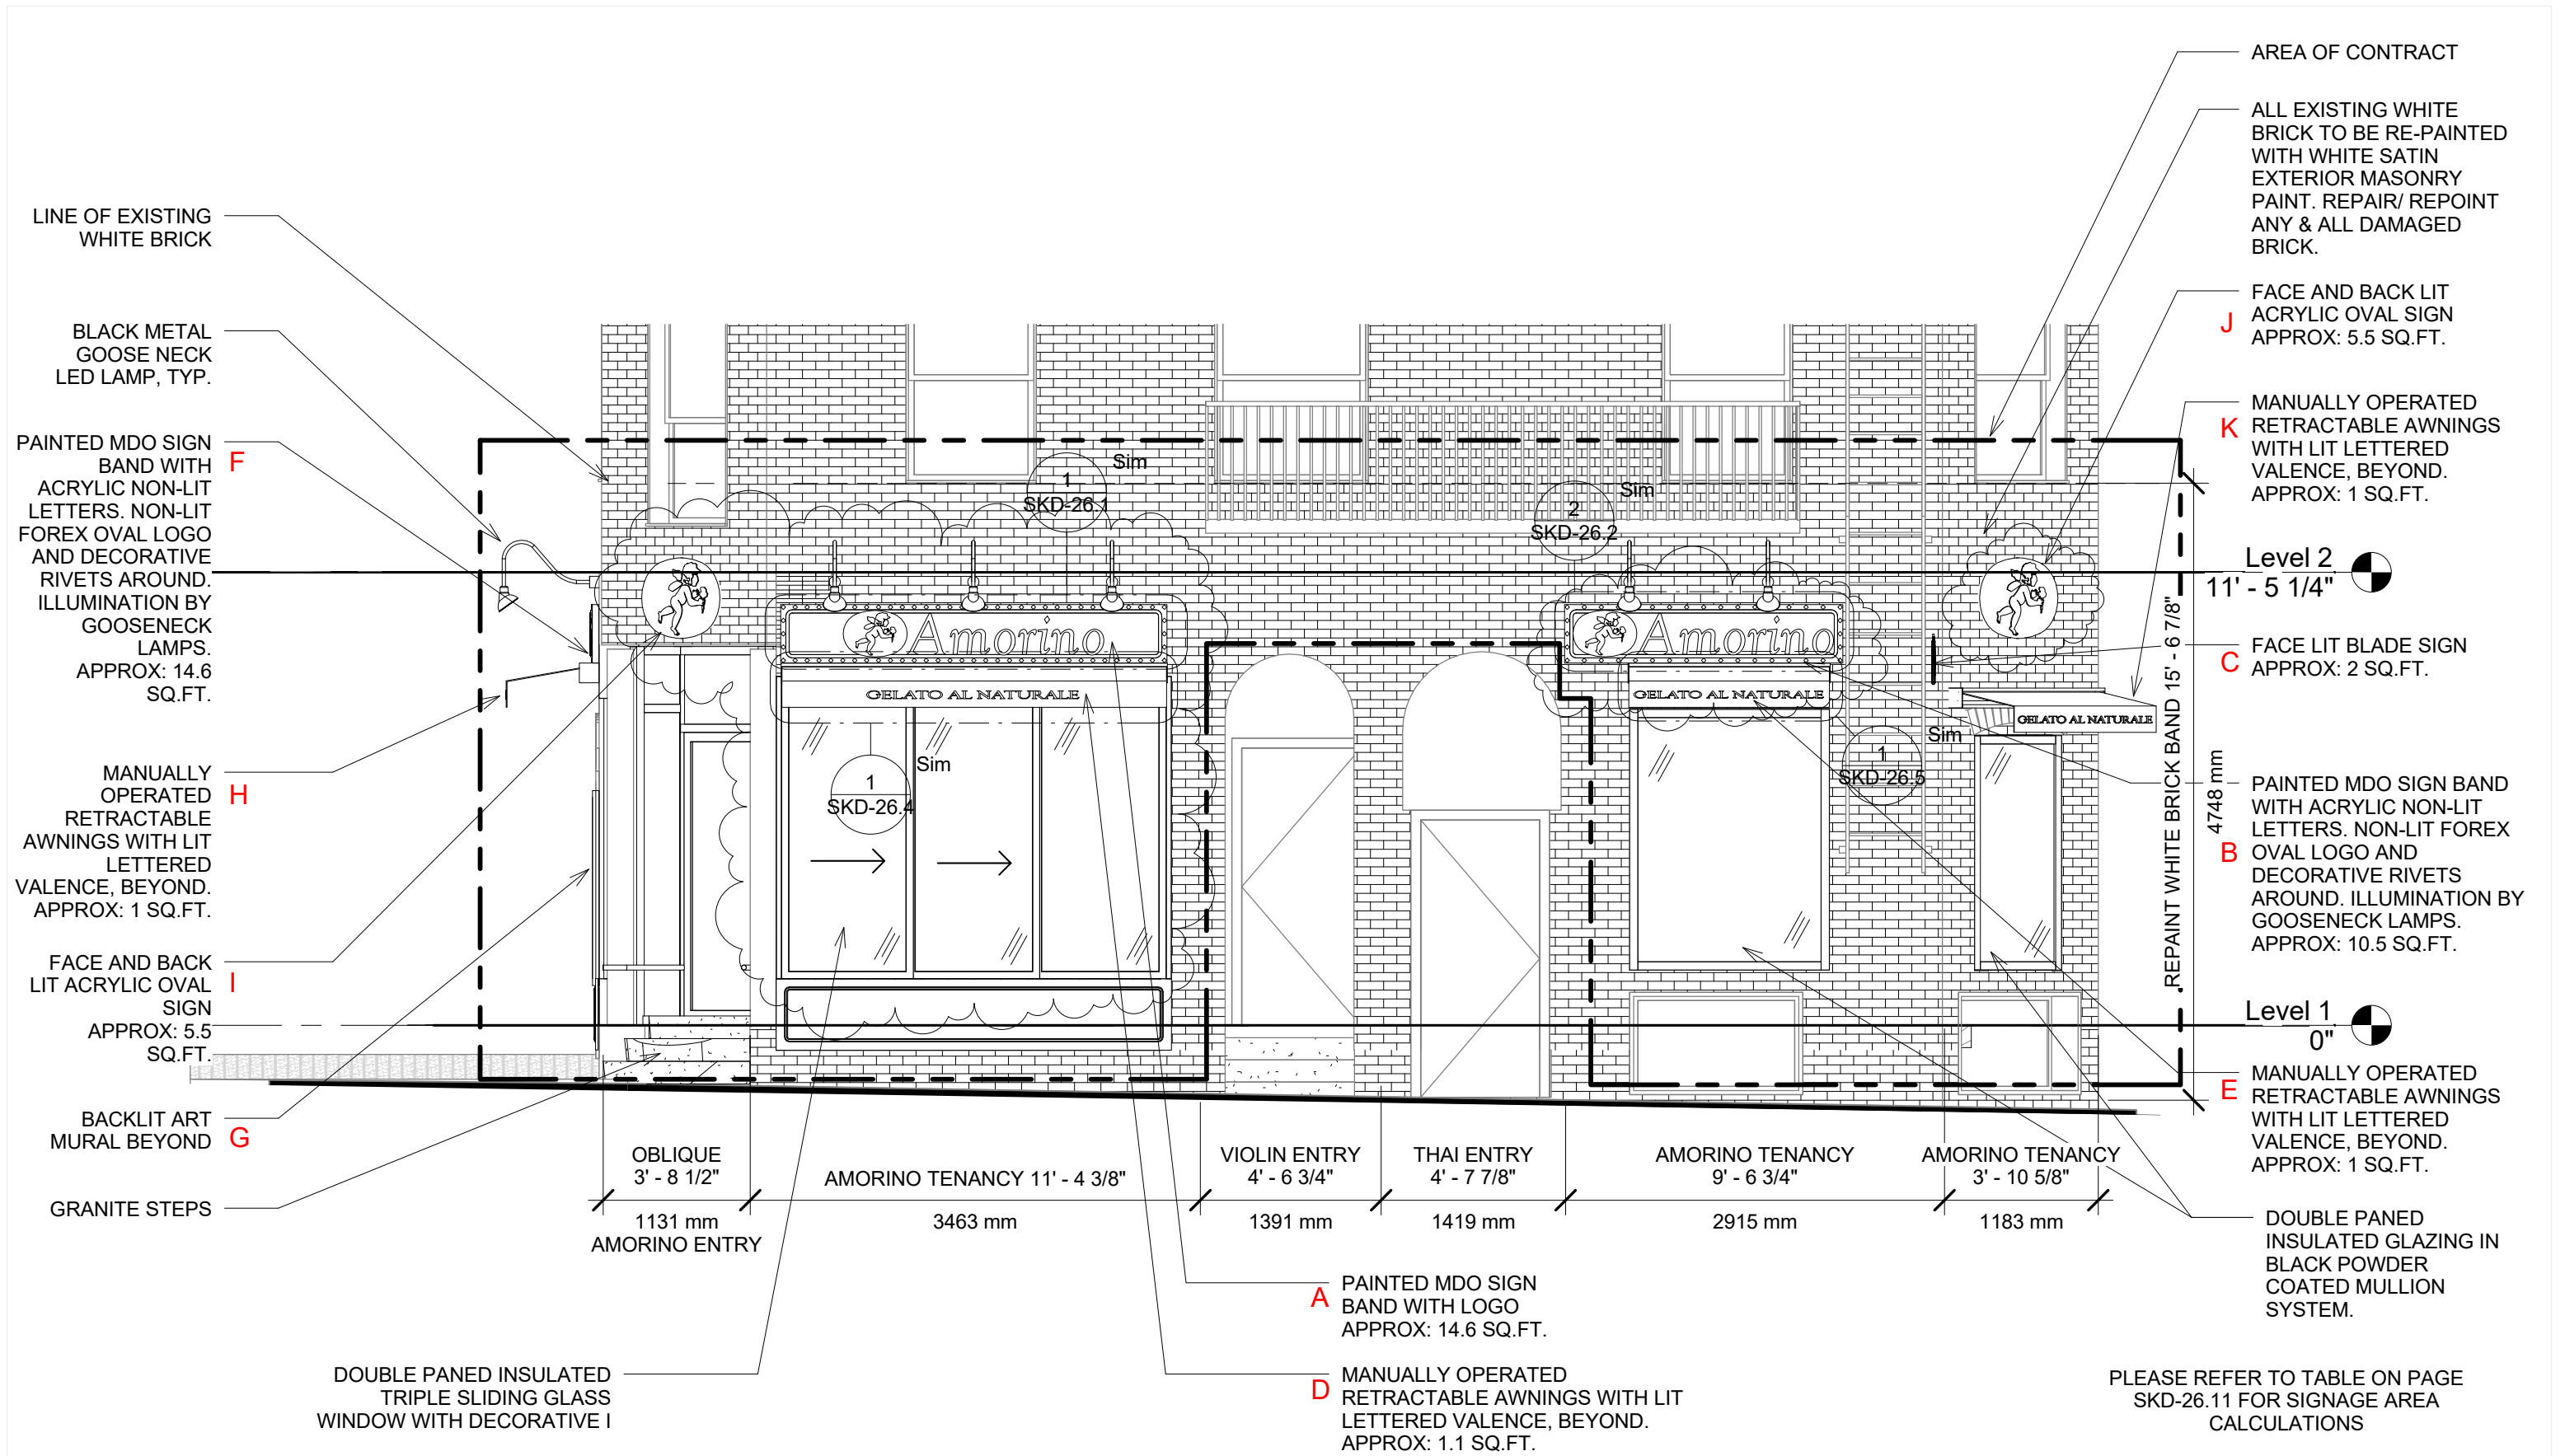 LINE OF EXISTING
WHITE BRICK
BLACK METAL
GOOSE NECK
LED LAMP, TYP.
PAINTED MDO SIGN
BAND WITH
ACRYLIC NON-LIT
LETTERS. NON-LIT
FOREX OVAL LOGO
AND DECORATIVE
RIVETS AROUND.
ILLUMINATION BY
GOOSENECK
LAMPS.
APPROX: 14.6
SQ.FT.
F
MANUALLY
OPERATED
RETRACTABLE
AWNINGS WITH LIT
LETTERED
VALENCE, BEYOND.
APPROX: 1 SQ.FT.
H
FACE AND BACK
LIT ACRYLIC OVAL
SIGN
APPROX: 5.5
SQ.FT.
I
BACKLIT ART
MURAL BEYOND
G
GRANITE STEPS
DOUBLE PANED INSULATED
TRIPLE SLIDING GLASS
WINDOW WITH DECORATIVE I
1
SKD-26.1
Sim
2
SKD-26.2
Sim
Amorino
GELATO AL NATURALE
1
SKD-26.4
Sim
Amorino
GELATO AL NATURALE
1
SKD-26.5
Sim
GELATO AL NATURALE
OBLIQUE
3' - 8 1/2"
1131 mm
AMORINO ENTRY
AMORINO TENANCY 11' - 4 3/8"
3463 mm
VIOLIN ENTRY
4' - 6 3/4"
1391 mm
THAI ENTRY
4' - 7 7/8"
1419 mm
AMORINO TENANCY
9' - 6 3/4"
2915 mm
AMORINO TENANCY
3' - 10 5/8"
1183 mm
A
PAINTED MDO SIGN
BAND WITH LOGO
APPROX: 14.6 SQ.FT.
D
MANUALLY OPERATED
RETRACTABLE AWNINGS WITH LIT
LETTERED VALENCE, BEYOND.
APPROX: 1.1 SQ.FT.
AREA OF CONTRACT
ALL EXISTING WHITE
BRICK TO BE RE-PAINTED
WITH WHITE SATIN
EXTERIOR MASONRY
PAINT. REPAIR/ REPOINT
ANY & ALL DAMAGED
BRICK.
J
FACE AND BACK LIT
ACRYLIC OVAL SIGN
APPROX: 5.5 SQ.FT.
K
MANUALLY OPERATED
RETRACTABLE AWNINGS
WITH LIT LETTERED
VALENCE, BEYOND.
APPROX: 1 SQ.FT.
Level 2
11' - 5 1/4"
REPAINT WHITE BRICK BAND 15' - 6 7/8"
4748 mm
C
FACE LIT BLADE SIGN
APPROX: 2 SQ.FT.
B
PAINTED MDO SIGN BAND
WITH ACRYLIC NON-LIT
LETTERS. NON-LIT FOREX
OVAL LOGO AND
DECORATIVE RIVETS
AROUND. ILLUMINATION BY
GOOSENECK LAMPS.
APPROX: 10.5 SQ.FT.
Level 1
0"
E
MANUALLY OPERATED
RETRACTABLE AWNINGS
WITH LIT LETTERED
VALENCE, BEYOND.
APPROX: 1 SQ.FT.
DOUBLE PANED
INSULATED GLAZING IN
BLACK POWDER
COATED MULLION
SYSTEM.
PLEASE REFER TO TABLE ON PAGE
SKD-26.11 FOR SIGNAGE AREA
CALCULATIONS